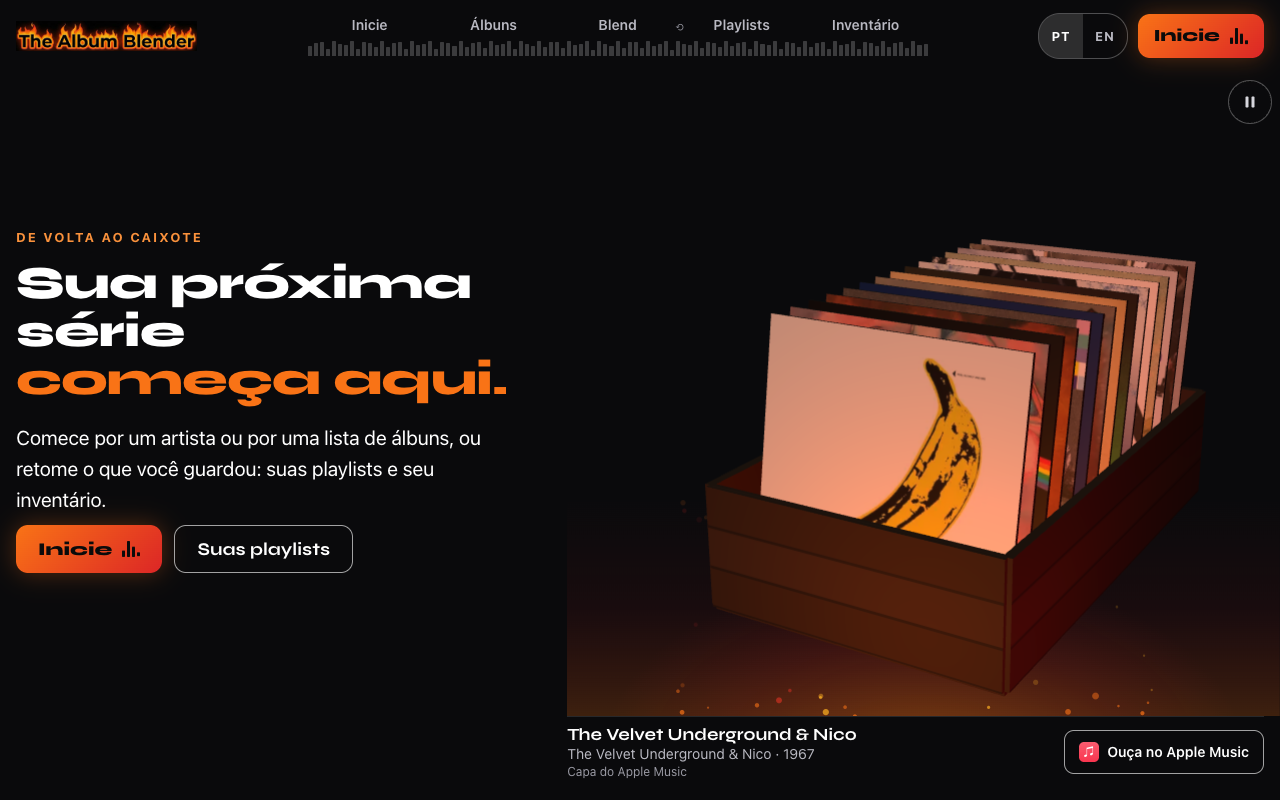 The Album Blender
Inicie
Álbuns
Blend
Playlists
Inventário
PT
EN
Inicie
DE VOLTA AO CAIXOTE
Sua próxima
série
começa aqui.
Comece por um artista ou por uma lista de álbuns, ou
retome o que você guardou: suas playlists e seu
inventário.
Inicie
Suas playlists
The Velvet Underground & Nico
The Velvet Underground & Nico · 1967
Capa do Apple Music
Ouça no Apple Music